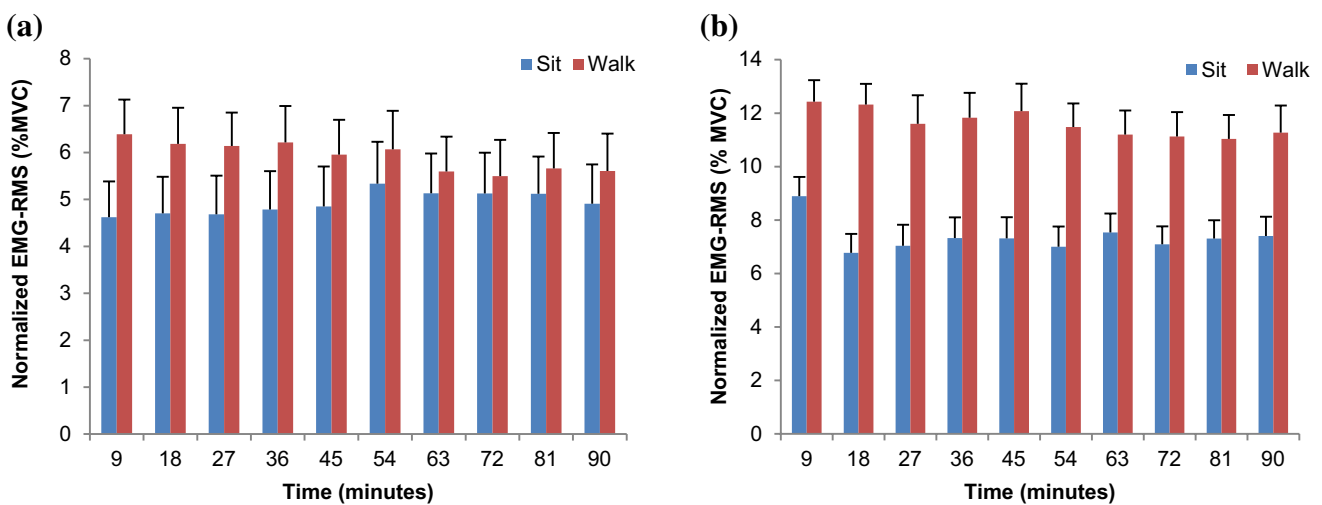 (a)
Sit Walk
Normalized EMG-RMS (%MVC)
8
7
6
5
4
3
2
1
0
9 18 27 36 45 54 63 72 81 90
Time (minutes)
(b)
Sit Walk
Normalized EMG-RMS (% MVC)
14
12
10
8
6
4
2
0
9 18 27 36 45 54 63 72 81 90
Time (minutes)